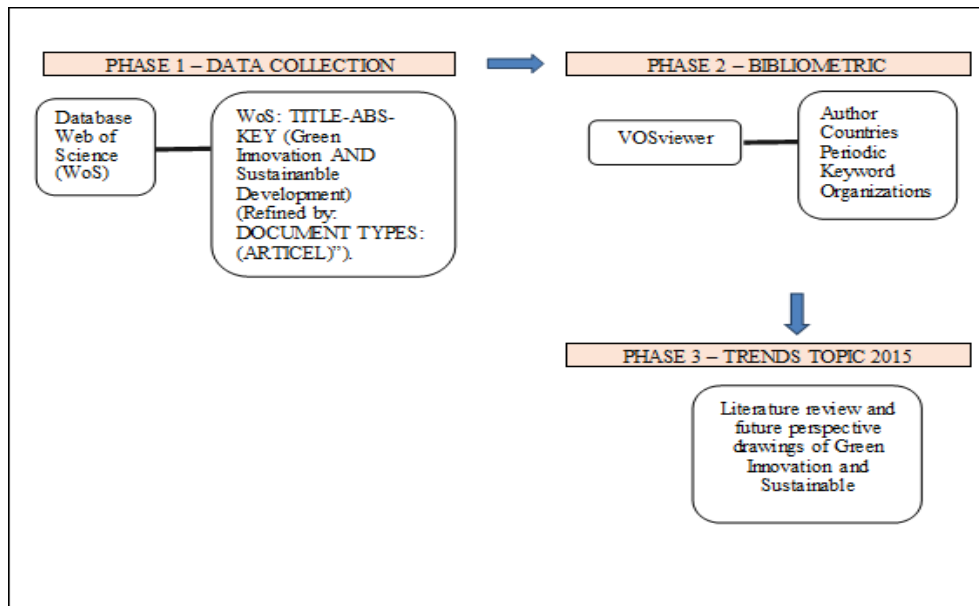 PHASE 1 – DATA COLLECTION
Database
Web of
Science
(WoS)
WoS: TITLE-ABS-
KEY (Green
Innovation AND
Sustainanble
Development)
(Refined by:
DOCUMENT TYPES:
(ARTICEL)”).
PHASE 2 – BIBLIOMETRIC
VOSviewer
Author
Countries
Periodic
Keyword
Organizations
PHASE 3 – TRENDS TOPIC 2015
Literature review and
future perspective
drawings of Green
Innovation and
Sustainable